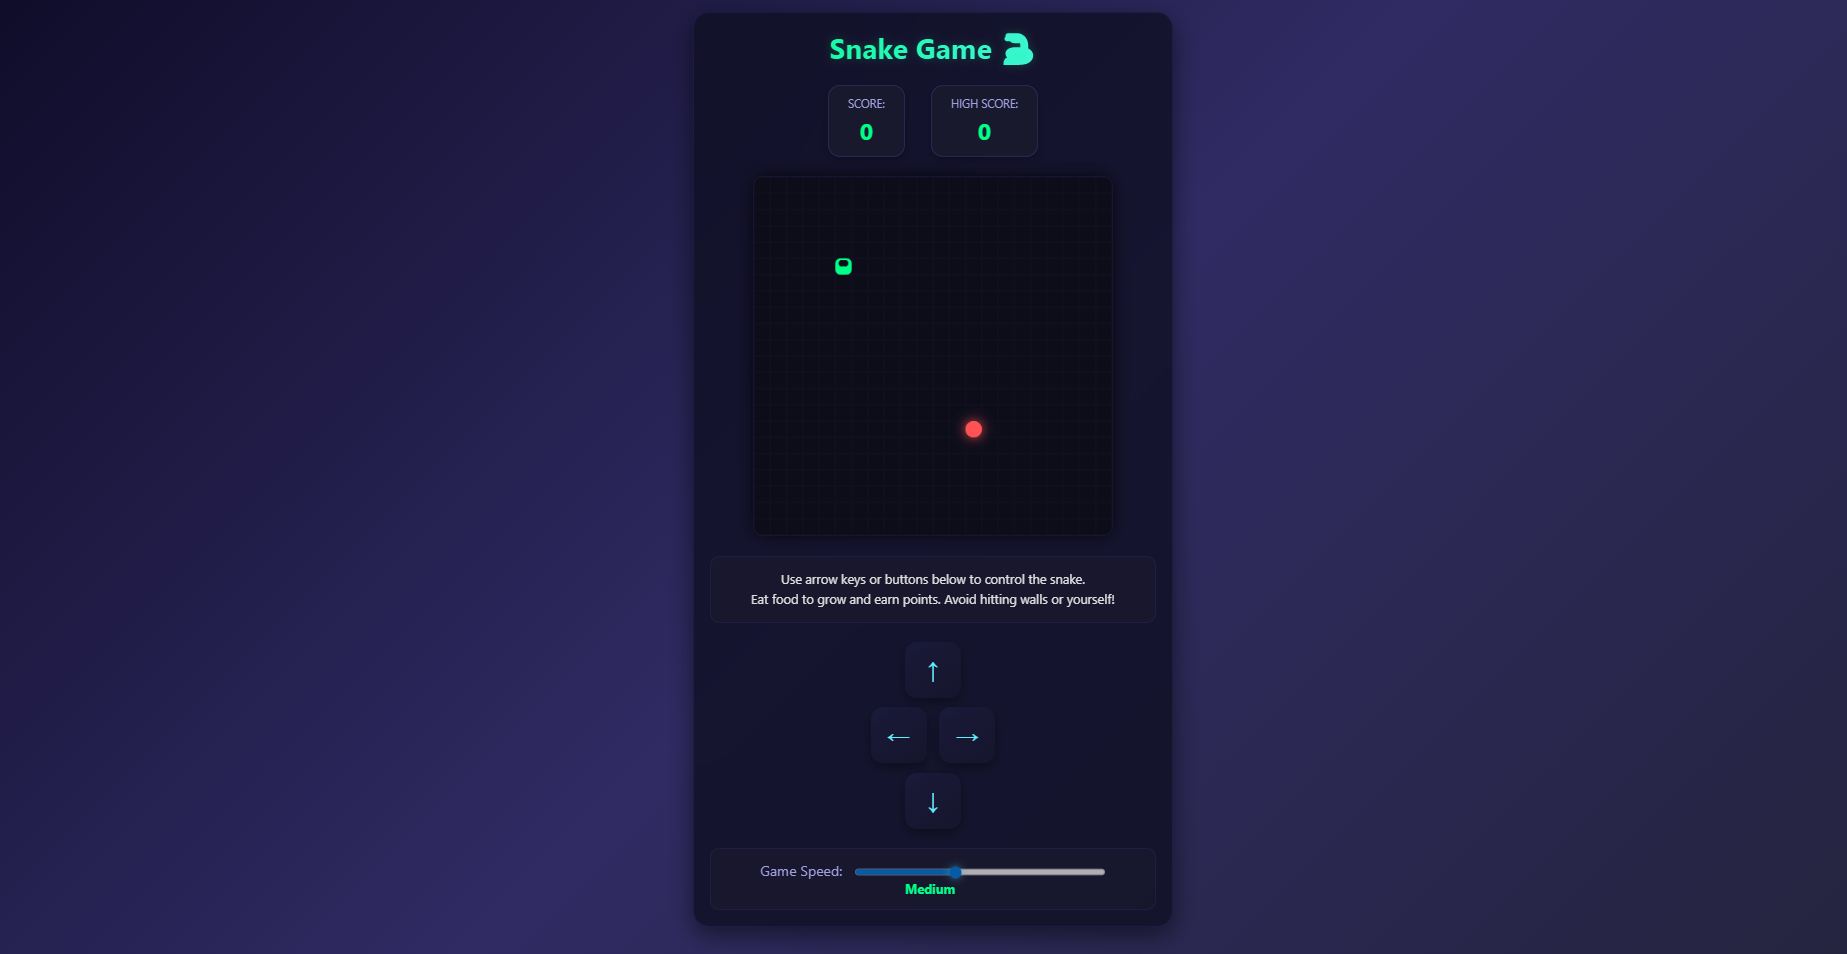 Snake Game
SCORE:
0
HIGH SCORE:
0
Use arrow keys or buttons below to control the snake.
Eat food to grow and earn points. Avoid hitting walls or yourself!
↑
← →
↓
Game Speed:
Medium